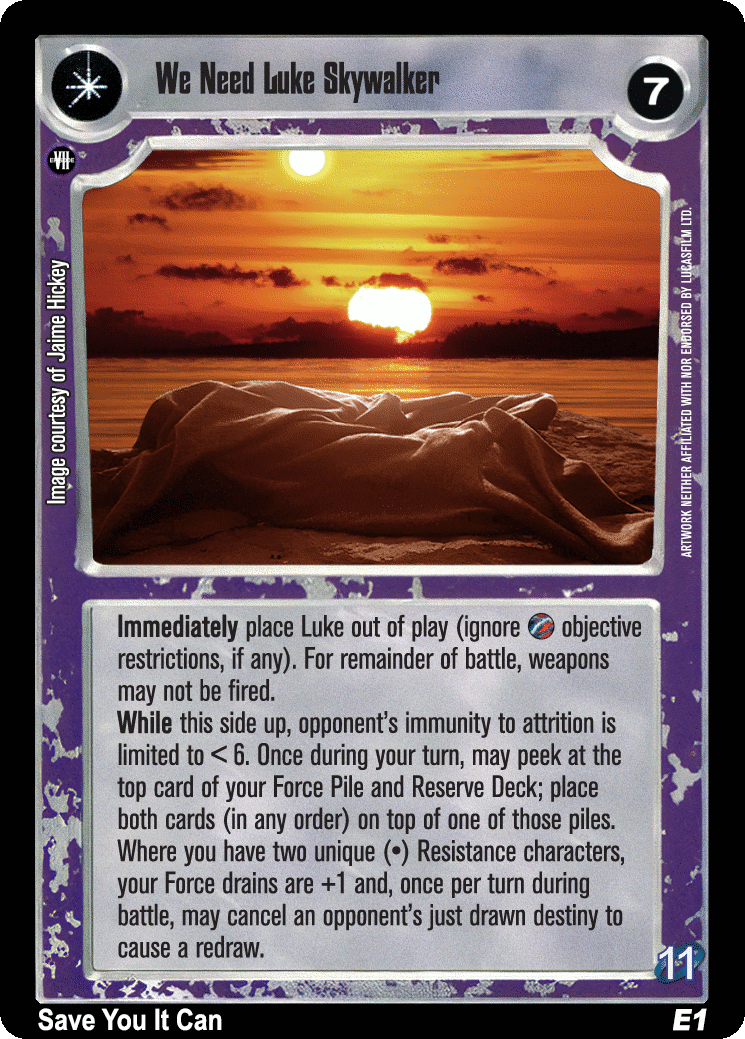 We Need Luke Skywalker
7
EPISODE
VII
Image courtesy of Jaime Hickey
ARTWORK NEITHER AFFILIATED WITH NOR ENDORSED BY LUCASFILM LTD.
Immediately place Luke out of play (ignore objective
restrictions, if any). For remainder of battle, weapons
may not be fired.
While this side up, opponent’s immunity to attrition is
limited to < 6. Once during your turn, may peek at the
top card of your Force Pile and Reserve Deck; place
both cards (in any order) on top of one of those piles.
Where you have two unique (•) Resistance characters,
your Force drains are +1 and, once per turn during
battle, may cancel an opponent’s just drawn destiny to
cause a redraw.
11
Save You It Can
E1